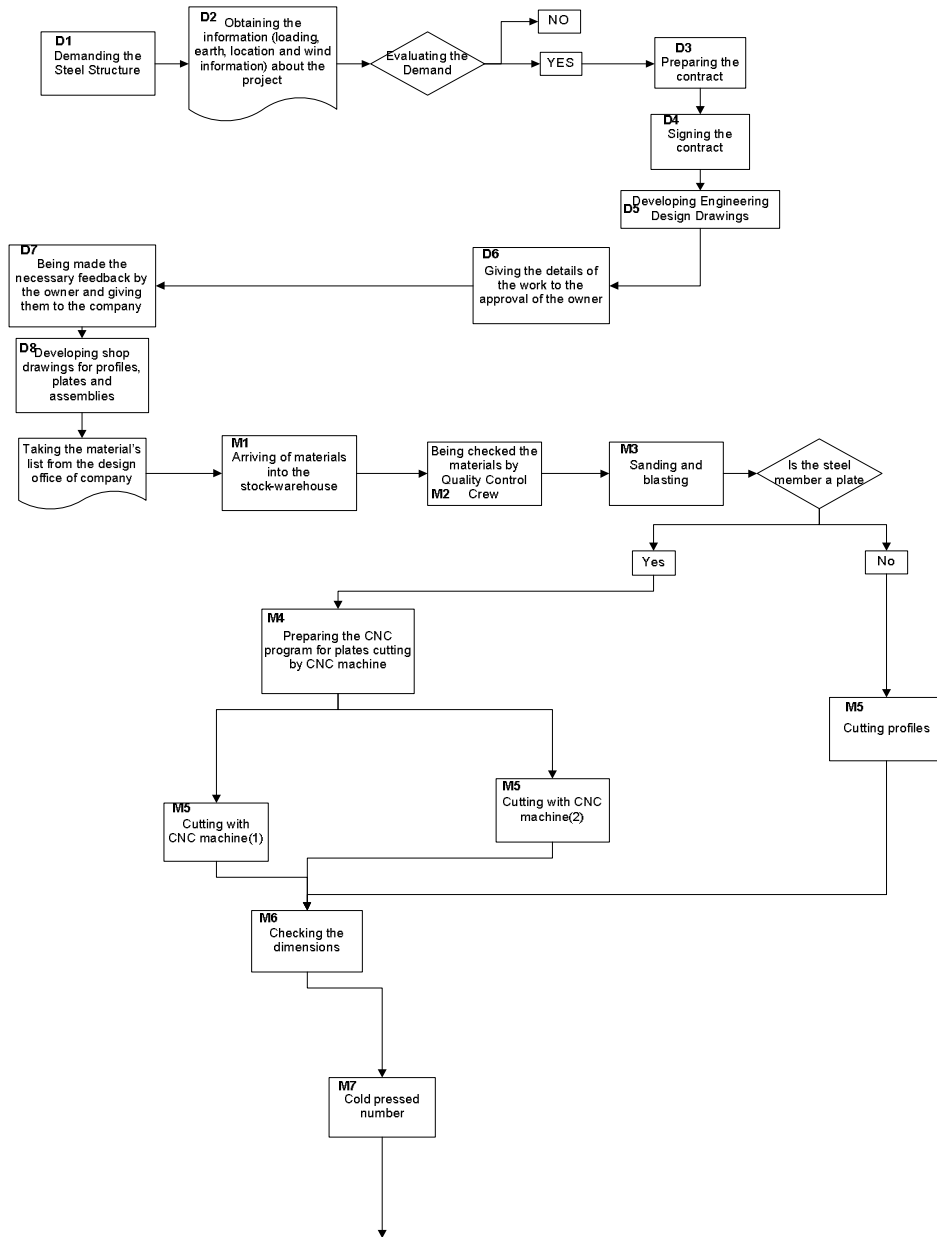 D1
Demanding the
Steel Structure
D2
Obtaining the
information (loading,
earth, location and wind
information) about the
project
Evaluating the
Demand
NO
YES
D3
Preparing the
contract
D4
Signing the
contract
D5
Developing Engineering
Design Drawings
D6
Giving the details of
the work to the
approval of the owner
D7
Being made the
necessary feedback by
the owner and giving
them to the company
D8
Developing shop
drawings for profiles,
plates and
assemblies
Taking the material's
list from the design
office of company
M1
Arriving of materials
into the
stock-warehouse
Being checked the
materials by
Quality Control
M2 Crew
M3
Sanding and
blasting
Is the steel
member a plate
Yes
No
M4
Preparing the CNC
program for plates cutting
by CNC machine
M5
Cutting profiles
M5
Cutting with
CNC machine(1)
M5
Cutting with CNC
machine(2)
M6
Checking the
dimensions
M7
Cold pressed
number